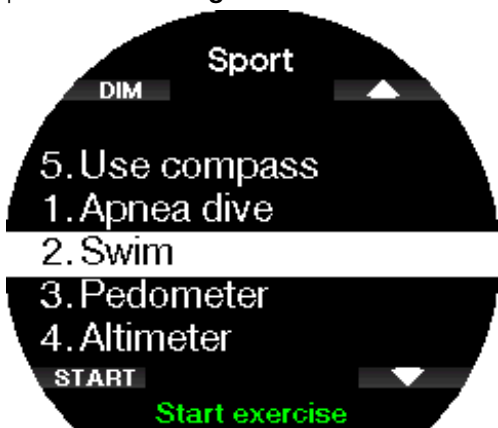 Sport
DIM
5. Use compass
1. Apnea dive
2. Swim
3. Pedometer
4. Altimeter
START
Start exercise